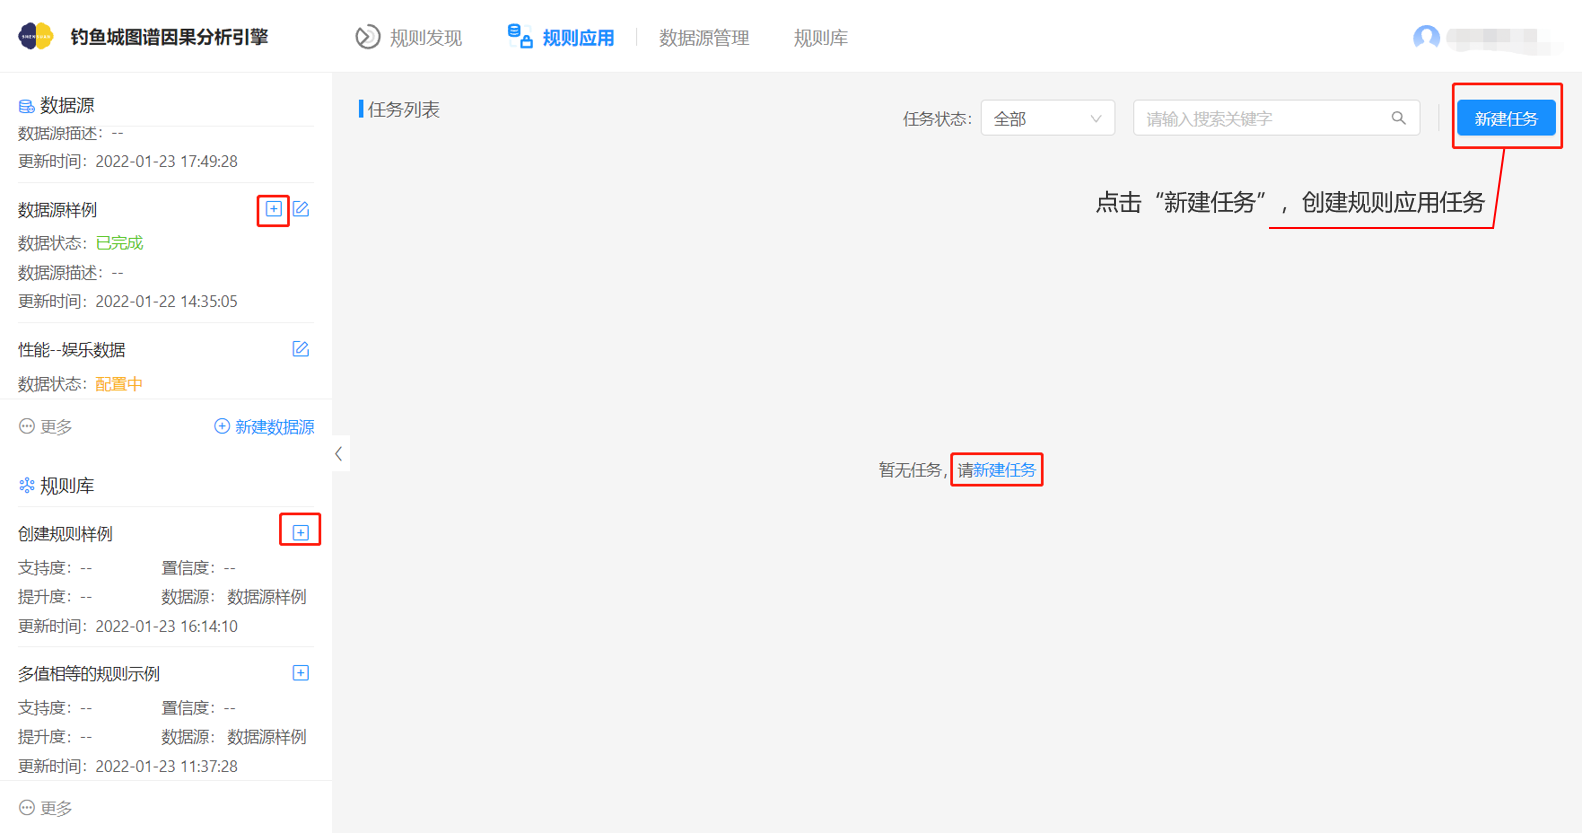 SHENDUAN
钓鱼城图谱因果分析引擎
规则发现
规则应用
数据源管理
规则库
数据源
数据源描述： --
更新时间： 2022-01-23 17:49:28
数据源样例
数据状态： 已完成
数据源描述： --
更新时间： 2022-01-22 14:35:05
性能--娱乐数据
数据状态： 配置中
更多
新建数据源
规则库
创建规则样例
支持度： --
置信度： --
提升度： --
数据源： 数据源样例
更新时间： 2022-01-23 16:14:10
多值相等的规则示例
支持度： --
置信度： --
提升度： --
数据源： 数据源样例
更新时间： 2022-01-23 11:37:28
更多
任务列表
任务状态：
全部
请输入搜索关键字
新建任务
点击“新建任务”，创建规则应用任务
暂无任务，请新建任务